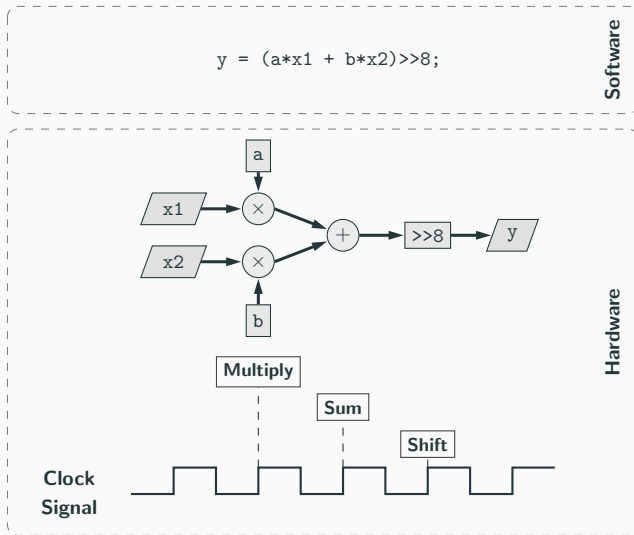 y = (a*x1 + b*x2)>>8;
Software
a
x1
×
+
>>8
y
x2
×
b
Hardware
Multiply
Sum
Shift
Clock
Signal